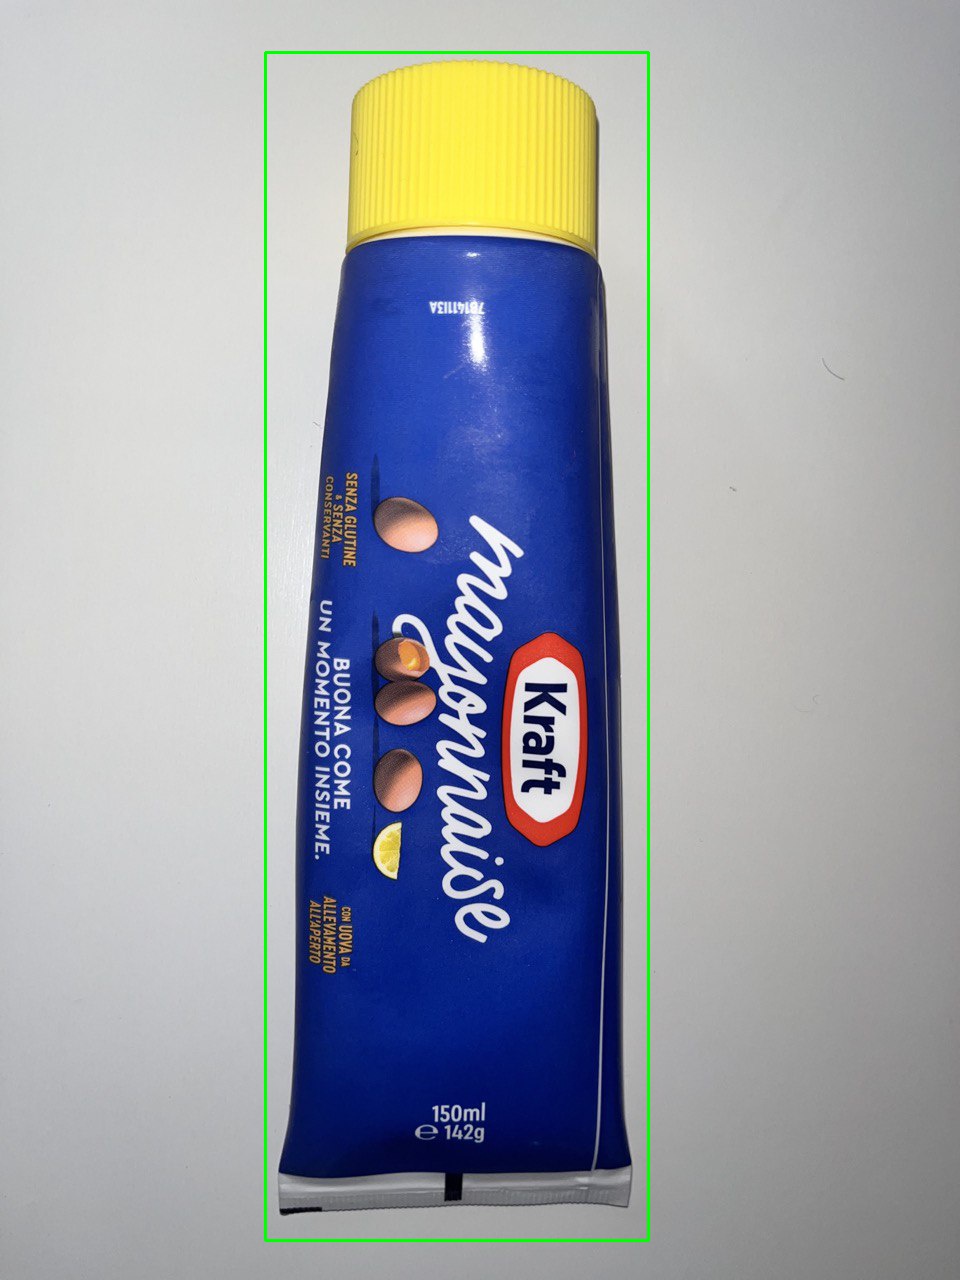 Kraft
mayonnaise
SENZA GLUTINE
& SENZA
CONSERVANTI
BUONA COME
UN MOMENTO INSIEME.
CON UOVA DA
ALLEVAMENTO
ALL'APERTO
150ml
e 142g
78141113A